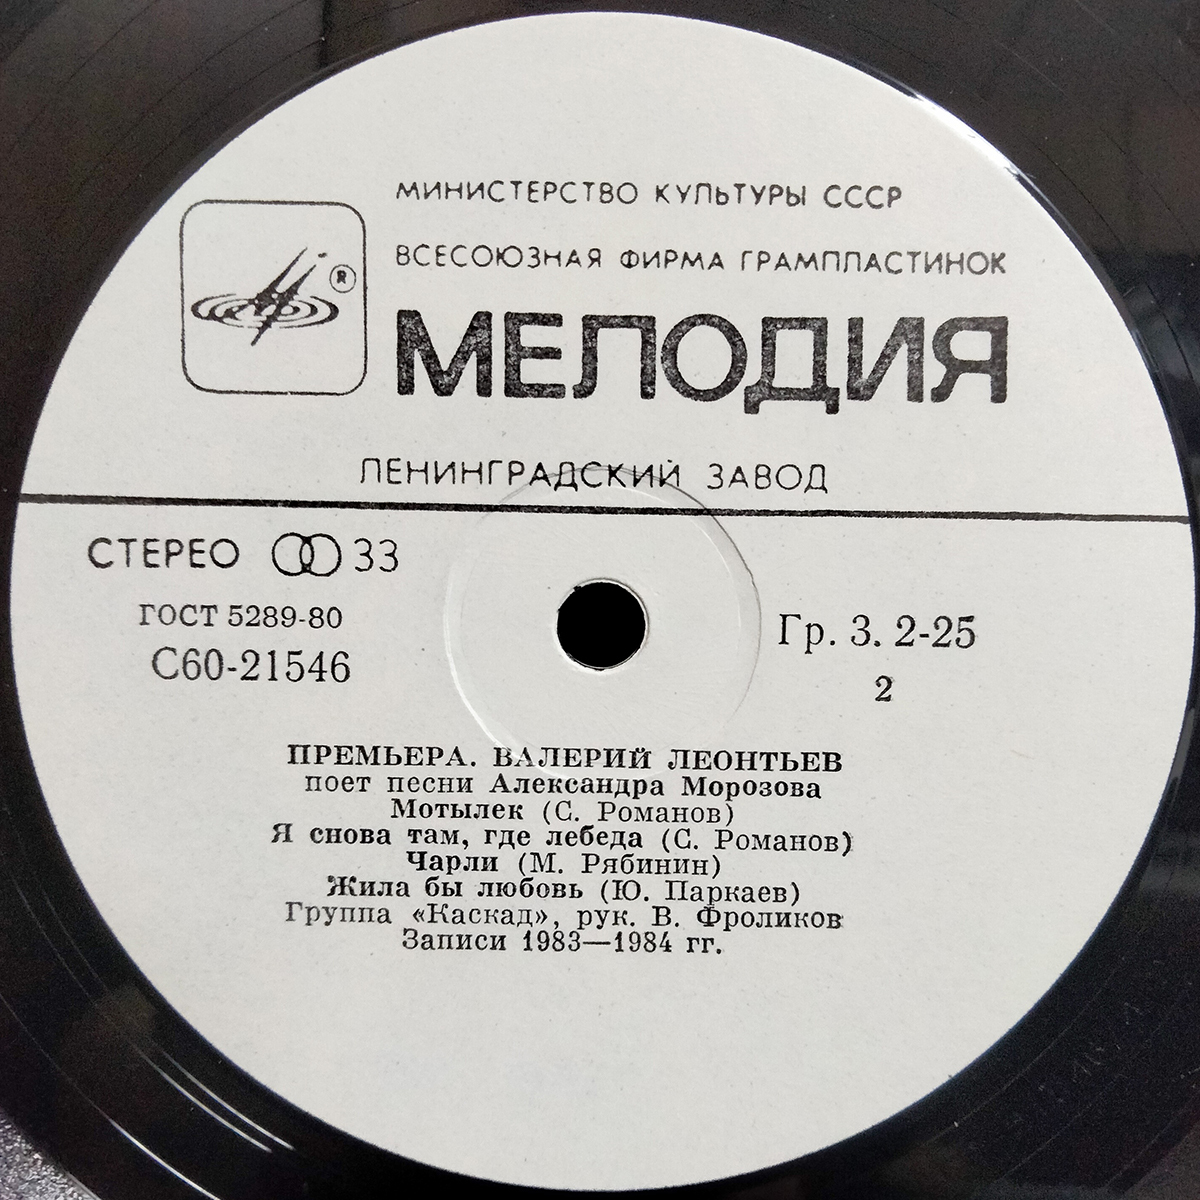 МИНИСТЕРСТВО КУЛЬТУРЫ СССР
ВСЕСОЮЗНАЯ ФИРМА ГРАМПЛАСТИНОК
®
МЕЛОДИЯ
ЛЕНИНГРАДСКИЙ ЗАВОД
СТЕРЕО 33
ГОСТ 5289-80
С60-21546
Гр. 3. 2-25
2
ПРЕМЬЕРА. ВАЛЕРИЙ ЛЕОНТЬЕВ
поет песни Александра Морозова
Мотылек (С. Романов)
Я снова там, где лебеда (С. Романов)
Чарли (М. Рябинин)
Жила бы любовь (Ю. Паркаев)
Группа «Каскад», рук. В. Фроликов
Записи 1983—1984 гг.